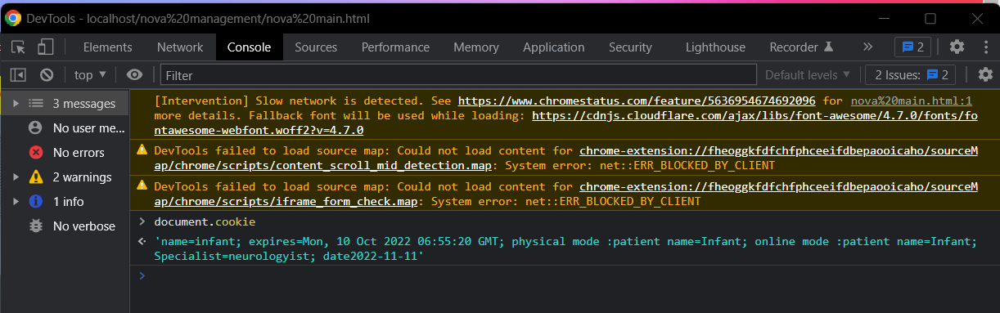 DevTools - localhost/nova%20management/nova%20main.html
Elements Network Console Sources Performance Memory Application Security Lighthouse Recorder » 2
top ▼ Filter Default levels ▼ 2 Issues: 2
3 messages
No user me...
No errors
2 warnings
1 info
No verbose
[Intervention] Slow network is detected. See https://www.chromestatus.com/feature/5636954674692096 for nova%20main.html:1
more details. Fallback font will be used while loading: https://cdnjs.cloudflare.com/ajax/libs/font-awesome/4.7.0/fonts/fo
ntawesome-webfont.woff2?v=4.7.0
DevTools failed to load source map: Could not load content for chrome-extension://fheoggkfdfchfphceeifdbepaooicaho/sourceM
ap/chrome/scripts/content_scroll_mid_detection.map: System error: net::ERR_BLOCKED_BY_CLIENT
DevTools failed to load source map: Could not load content for chrome-extension://fheoggkfdfchfphceeifdbepaooicaho/sourceM
ap/chrome/scripts/iframe_form_check.map: System error: net::ERR_BLOCKED_BY_CLIENT
> document.cookie
'name=infant; expires=Mon, 10 Oct 2022 06:55:20 GMT; physical mode :patient name=Infant; online mode :patient name=Infant;
Specialist=neurologyist; date2022-11-11'
>